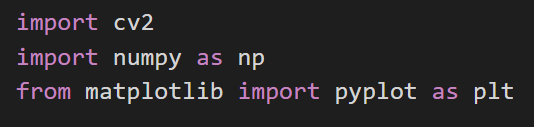 import cv2
import numpy as np
from matplotlib import pyplot as plt